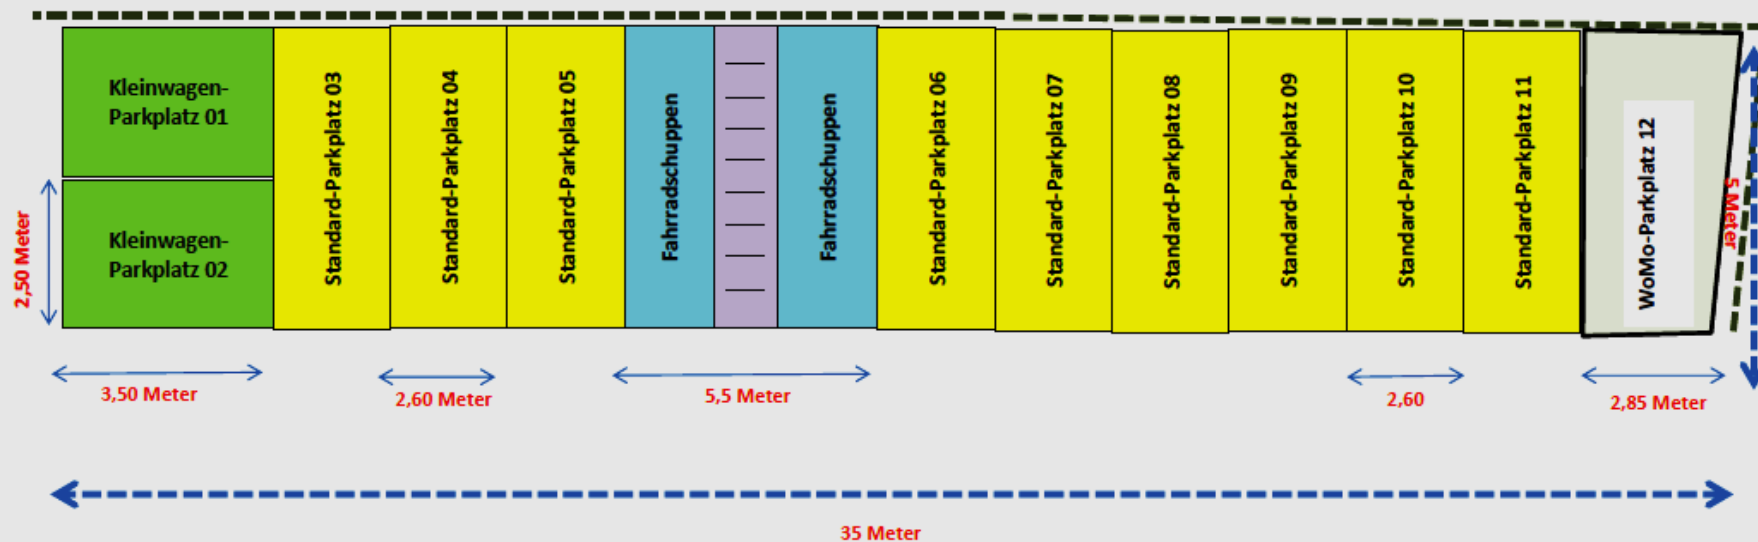 Kleinwagen-
Parkplatz 01
Kleinwagen-
Parkplatz 02
Standard-Parkplatz 03
Standard-Parkplatz 04
Standard-Parkplatz 05
Fahrradschuppen
Fahrradschuppen
Standard-Parkplatz 06
Standard-Parkplatz 07
Standard-Parkplatz 08
Standard-Parkplatz 09
Standard-Parkplatz 10
Standard-Parkplatz 11
WoMo-Parkplatz 12
5 Meter
2,50 Meter
3,50 Meter
2,60 Meter
5,5 Meter
2,60
2,85 Meter
35 Meter